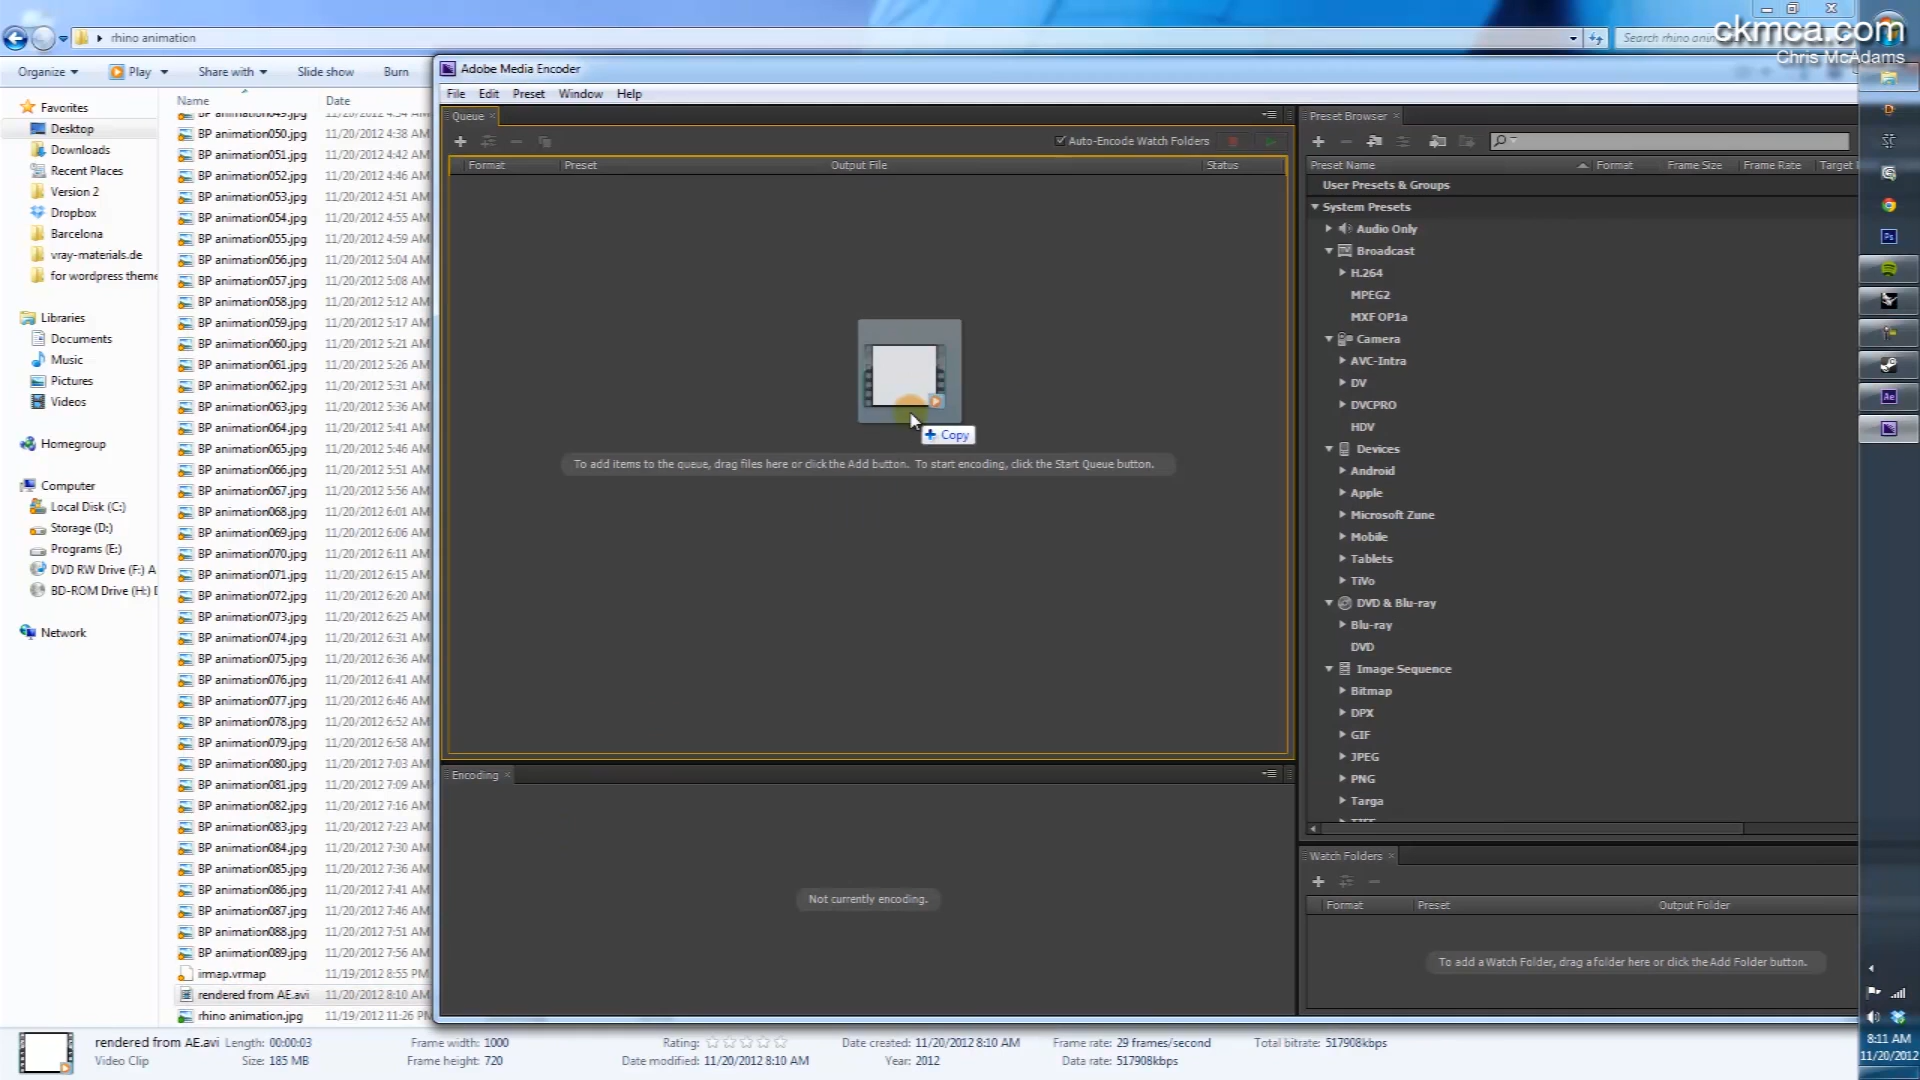 ckmca.com
Chris McAdams
rhino animation
Organize
Play
Share with
Slide show
Burn
Name
Date
Favorites
Desktop
Downloads
Recent Places
Version 2
Dropbox
Barcelona
vray-materials.de
for wordpress theme
Libraries
Documents
Music
Pictures
Videos
Homegroup
Computer
Local Disk (C:)
Storage (D:)
Programs (E:)
DVD RW Drive (F:) A
BD-ROM Drive (H:)
Network
BP animation049.jpg
BP animation050.jpg 11/20/2012 4:38 AM
BP animation051.jpg 11/20/2012 4:42 AM
BP animation052.jpg 11/20/2012 4:46 AM
BP animation053.jpg 11/20/2012 4:51 AM
BP animation054.jpg 11/20/2012 4:55 AM
BP animation055.jpg 11/20/2012 4:59 AM
BP animation056.jpg 11/20/2012 5:04 AM
BP animation057.jpg 11/20/2012 5:08 AM
BP animation058.jpg 11/20/2012 5:12 AM
BP animation059.jpg 11/20/2012 5:17 AM
BP animation060.jpg 11/20/2012 5:21 AM
BP animation061.jpg 11/20/2012 5:26 AM
BP animation062.jpg 11/20/2012 5:31 AM
BP animation063.jpg 11/20/2012 5:36 AM
BP animation064.jpg 11/20/2012 5:41 AM
BP animation065.jpg 11/20/2012 5:46 AM
BP animation066.jpg 11/20/2012 5:51 AM
BP animation067.jpg 11/20/2012 5:56 AM
BP animation068.jpg 11/20/2012 6:01 AM
BP animation069.jpg 11/20/2012 6:06 AM
BP animation070.jpg 11/20/2012 6:11 AM
BP animation071.jpg 11/20/2012 6:15 AM
BP animation072.jpg 11/20/2012 6:20 AM
BP animation073.jpg 11/20/2012 6:25 AM
BP animation074.jpg 11/20/2012 6:31 AM
BP animation075.jpg 11/20/2012 6:36 AM
BP animation076.jpg 11/20/2012 6:41 AM
BP animation077.jpg 11/20/2012 6:46 AM
BP animation078.jpg 11/20/2012 6:52 AM
BP animation079.jpg 11/20/2012 6:58 AM
BP animation080.jpg 11/20/2012 7:03 AM
BP animation081.jpg 11/20/2012 7:09 AM
BP animation082.jpg 11/20/2012 7:16 AM
BP animation083.jpg 11/20/2012 7:23 AM
BP animation084.jpg 11/20/2012 7:30 AM
BP animation085.jpg 11/20/2012 7:36 AM
BP animation086.jpg 11/20/2012 7:41 AM
BP animation087.jpg 11/20/2012 7:46 AM
BP animation088.jpg 11/20/2012 7:51 AM
BP animation089.jpg 11/20/2012 7:56 AM
irmap.vrmap 11/19/2012 8:55 PM
rendered from AE.avi 11/20/2012 8:10 AM
rhino animation.jpg 11/19/2012 11:26 PM
Adobe Media Encoder
File Edit Preset Window Help
Queue
Auto-Encode Watch Folders
Format Preset Output File Status
Copy
To add items to the queue, drag files here or click the Add button. To start encoding, click the Start Queue button.
Encoding
Not currently encoding.
Preset Browser
Preset Name Format Frame Size Frame Rate Target
User Presets & Groups
System Presets
Audio Only
Broadcast
H.264
MPEG2
MXF OP1a
Camera
AVC-Intra
DV
DVCPRO
HDV
Devices
Android
Apple
Microsoft Zune
Mobile
Tablets
TiVo
DVD & Blu-ray
Blu-ray
DVD
Image Sequence
Bitmap
DPX
GIF
JPEG
PNG
Targa
Watch Folders
Format Preset Output Folder
To add a Watch Folder, drag a folder here or click the Add Folder button.
Ps
Ae
8:11 AM
11/20/2012
rendered from AE.avi Length: 00:00:03 Frame width: 1000 Rating: Date created: 11/20/2012 8:10 AM Frame rate: 29 frames/second Total bitrate: 517908kbps
Video Clip Size: 185 MB Frame height: 720 Date modified: 11/20/2012 8:10 AM Year: 2012 Data rate: 517908kbps